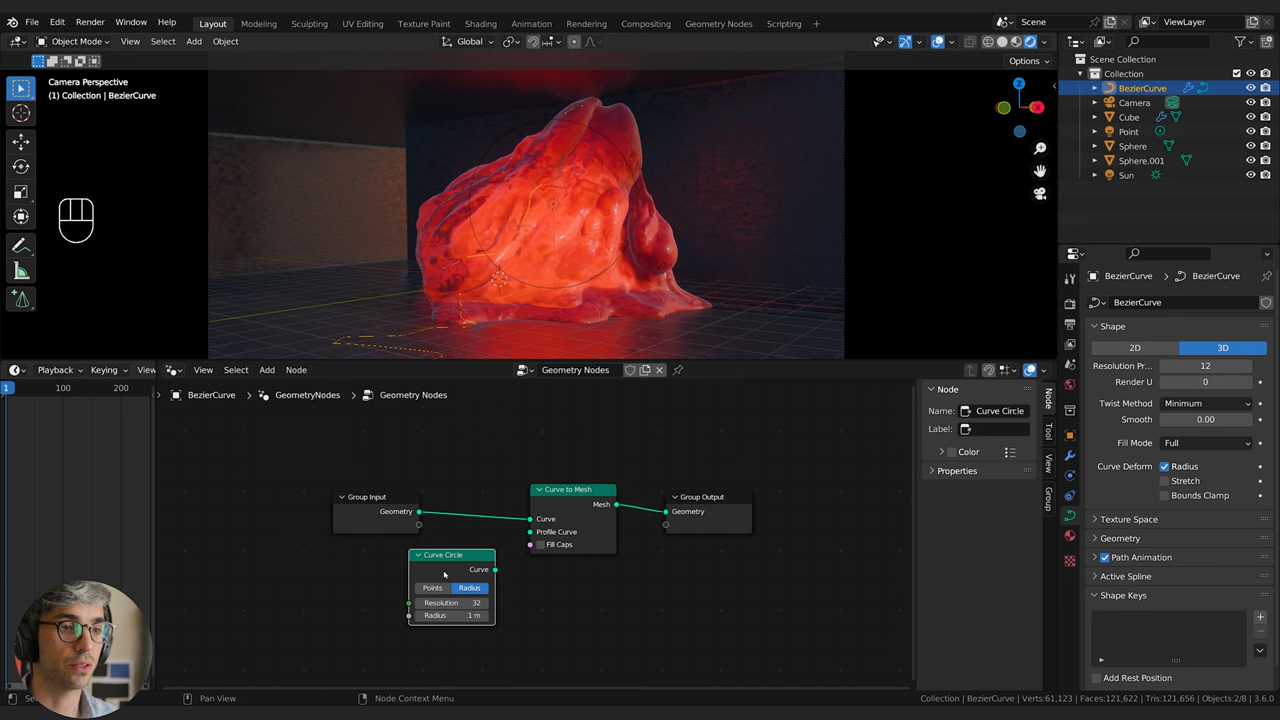 File Edit Render Window Help Layout Modeling Sculpting UV Editing Texture Paint Shading Animation Rendering Compositing Geometry Nodes Scripting + Scene ViewLayer
Object Mode View Select Add Object Global
Options
Camera Perspective
(1) Collection | BezierCurve
Z
X
Scene Collection
Collection
BezierCurve
Camera
Cube
Point
Sphere
Sphere.001
Sun
BezierCurve > BezierCurve
BezierCurve
Shape
2D 3D
Resolution Pr... 12
Render U 0
Twist Method Minimum
Smooth 0.00
Fill Mode Full
Curve Deform Radius
Stretch
Bounds Clamp
Texture Space
Geometry
Path Animation
Active Spline
Shape Keys
Add Rest Position
Playback Keying View
1 100 200
View Select Add Node Geometry Nodes
BezierCurve > GeometryNodes > Geometry Nodes
Group Input
Geometry
Curve to Mesh
Mesh
Curve
Profile Curve
Fill Caps
Group Output
Geometry
Curve Circle
Curve
Points Radius
Resolution 32
Radius 1 m
Node
Name: Curve Circle
Label:
Color
Properties
Node
Tool
View
Group
Pan View Node Context Menu
Collection | BezierCurve | Verts:61,123 | Faces:121,622 | Tris:121,656 | Objects:2/8 | 3.6.0